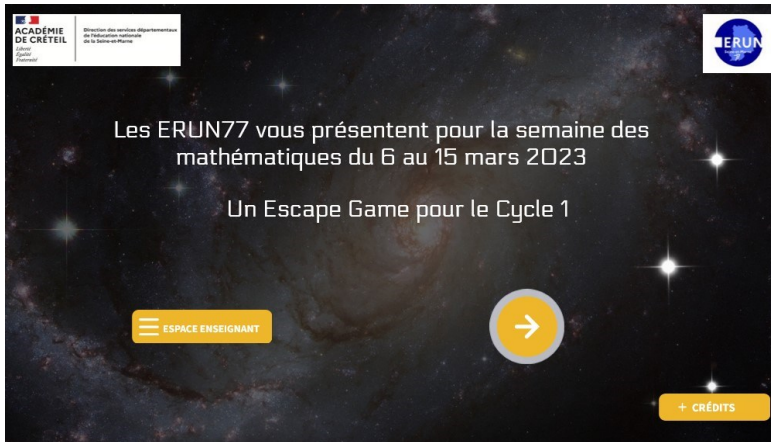 ACADÉMIE
DE CRÉTEIL
Liberté
Égalité
Fraternité
Direction des services départementaux
de l'éducation nationale
de la Seine-et-Marne
ERUN
Les ERUN77 vous présentent pour la semaine des
mathématiques du 6 au 15 mars 2023
Un Escape Game pour le Cycle 1
ESPACE ENSEIGNANT
+ CRÉDITS